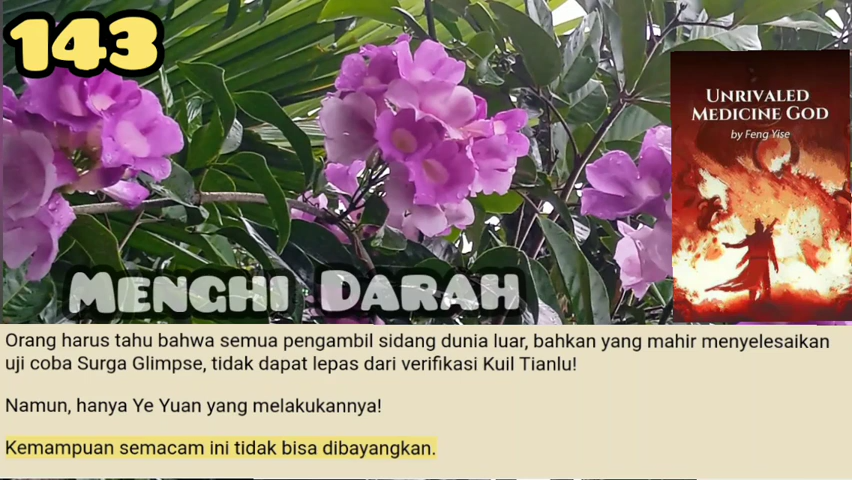 143
UNRIVALED
MEDICINE GOD
by Feng Yise
MENGHI DARAH
Orang harus tahu bahwa semua pengambil sidang dunia luar, bahkan yang mahir menyelesaikan
uji coba Surga Glimpse, tidak dapat lepas dari verifikasi Kuil Tianlu!
Namun, hanya Ye Yuan yang melakukannya!
Kemampuan semacam ini tidak bisa dibayangkan.